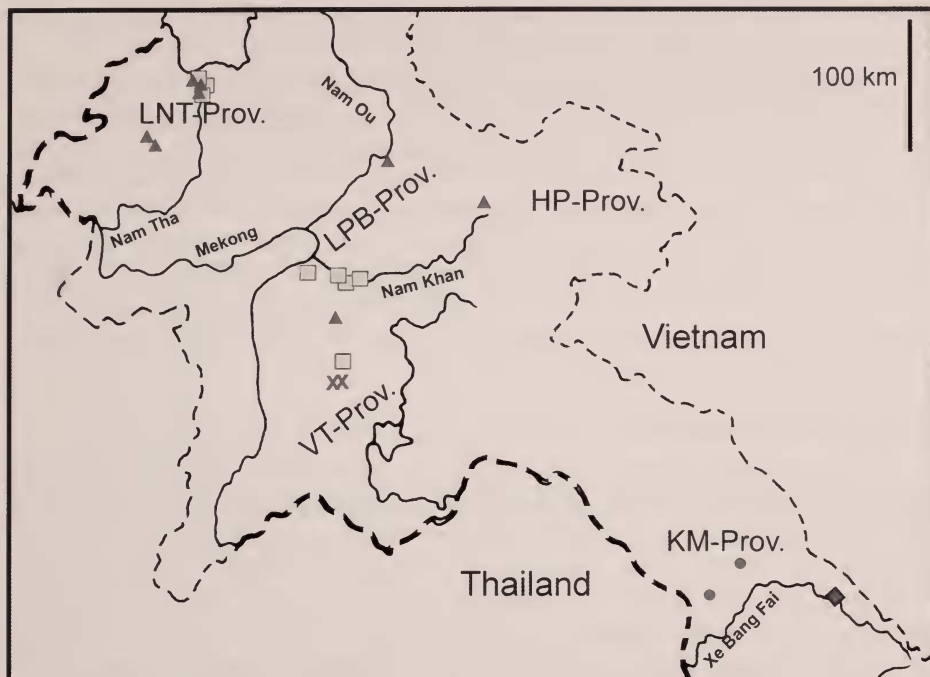 100 km
Nam Ou
LNT-Prov.
LPB-Prov.
HP-Prov.
Nam Tha
Mekong
Nam Khan
Vietnam
VT-Prov.
KM-Prov.
Thailand
Xe Bang Fai